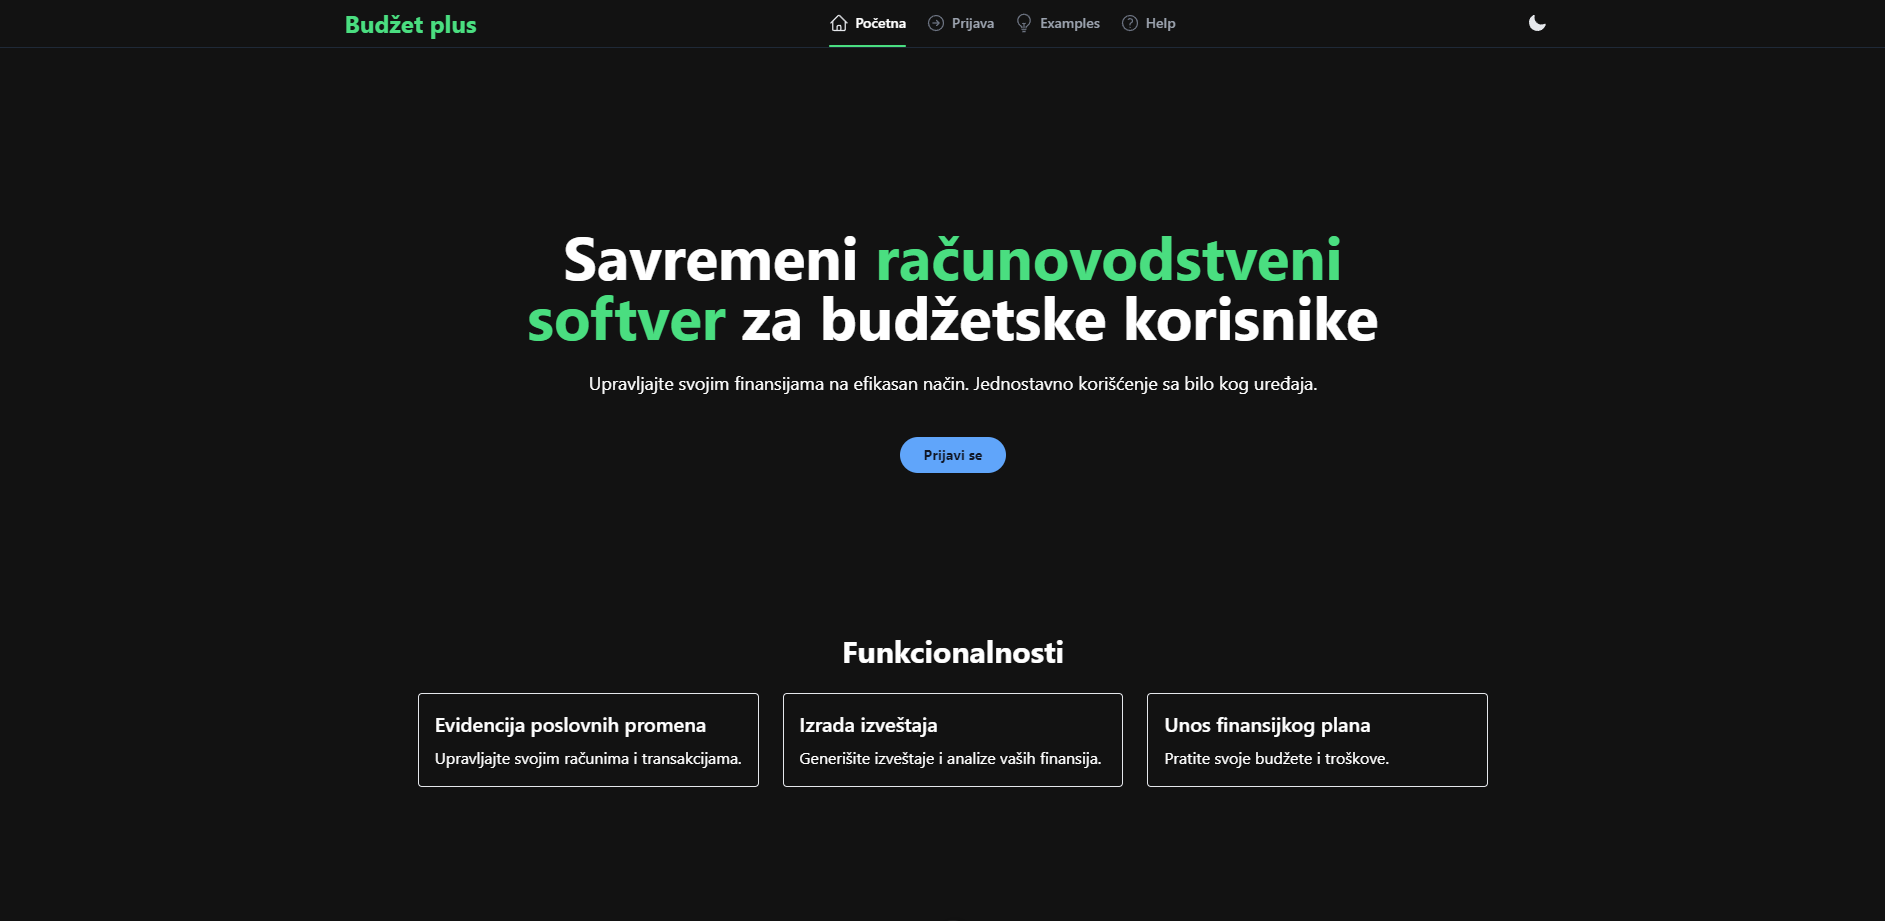 Budžet plus
Početna
Prijava
Examples
Help
Savremeni računovodstveni
softver za budžetske korisnike
Upravljajte svojim finansijama na efikasan način. Jednostavno korišćenje sa bilo kog uređaja.
Prijavi se
Funkcionalnosti
Evidencija poslovnih promena
Upravljajte svojim računima i transakcijama.
Izrada izveštaja
Generišite izveštaje i analize vaših finansija.
Unos finansijkog plana
Pratite svoje budžete i troškove.